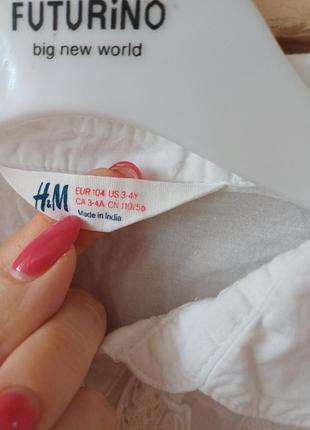 FUTURiNO
big new world
H&M
EUR 104 US 3-4Y
CA 3-4A CN 110/56
Made in India